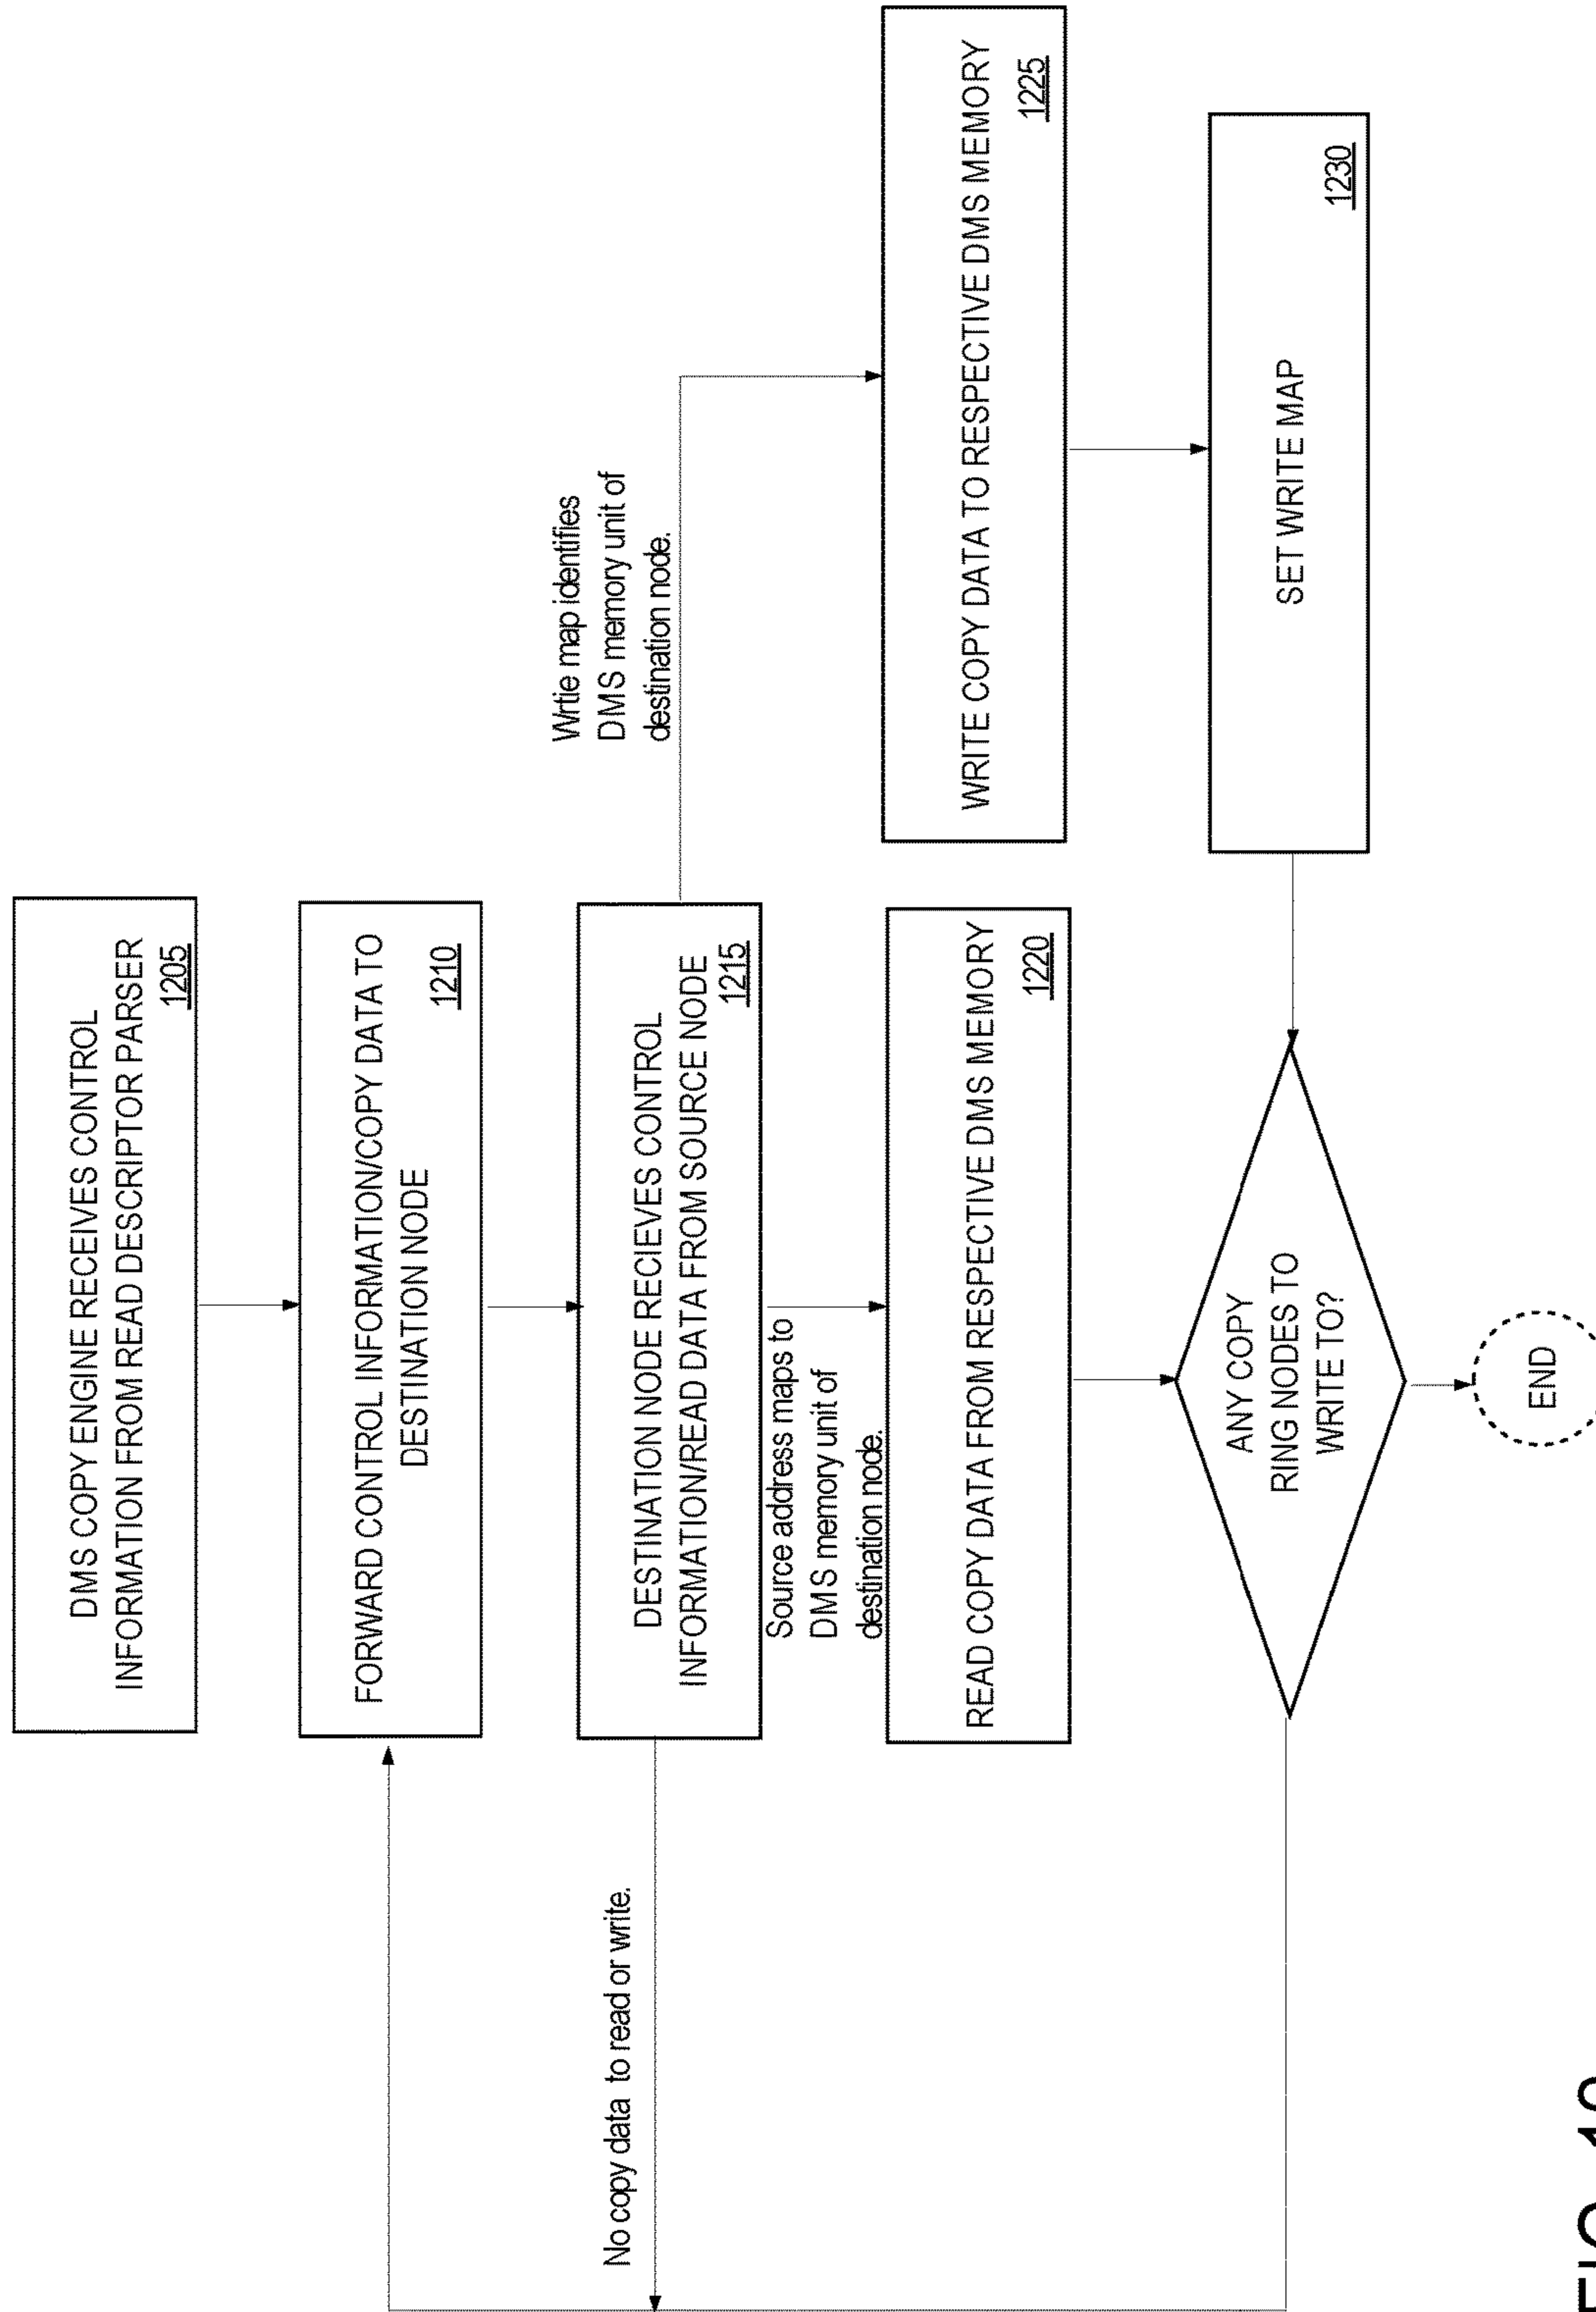 DMS COPY ENGINE RECEIVES CONTROL
INFORMATION FROM READ DESCRIPTOR PARSER
1205
FORWARD CONTROL INFORMATION/COPY DATA TO
DESTINATION NODE
1210
DESTINATION NODE RECIEVES CONTROL
INFORMATION/READ DATA FROM SOURCE NODE
1215
No copy data to read or write.
Wrtie map identifies
DMS memory unit of
destination node.
Source address maps to
DMS memory unit of
destination node.
READ COPY DATA FROM RESPECTIVE DMS MEMORY
1220
WRITE COPY DATA TO RESPECTIVE DMS MEMORY
1225
SET WRITE MAP
1230
ANY COPY
RING NODES TO
WRITE TO?
END
FIG.